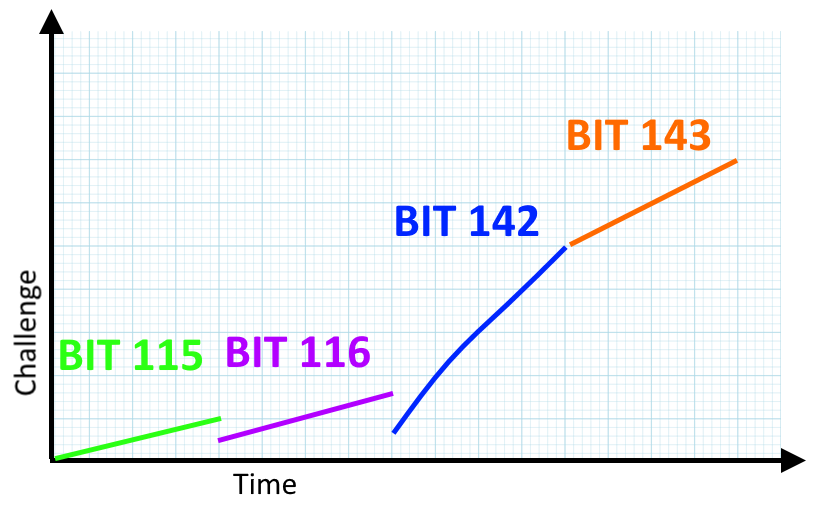 BIT 143
BIT 142
BIT 115
BIT 116
Challenge
Time